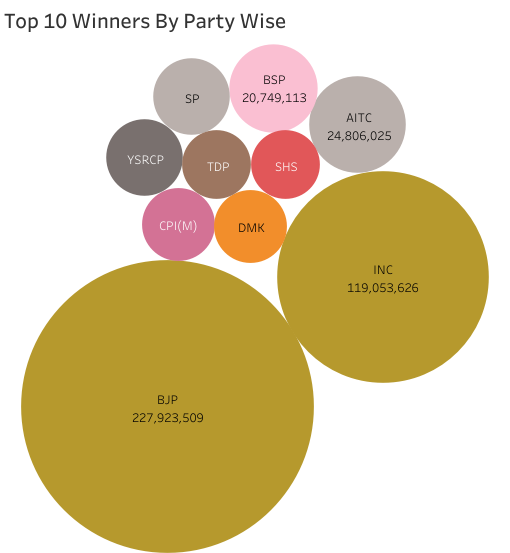 Top 10 Winners By Party Wise
BSP
20,749,113
SP
AITC
24,806,025
YSRCP
TDP
SHS
CPI(M)
DMK
INC
119,053,626
BJP
227,923,509